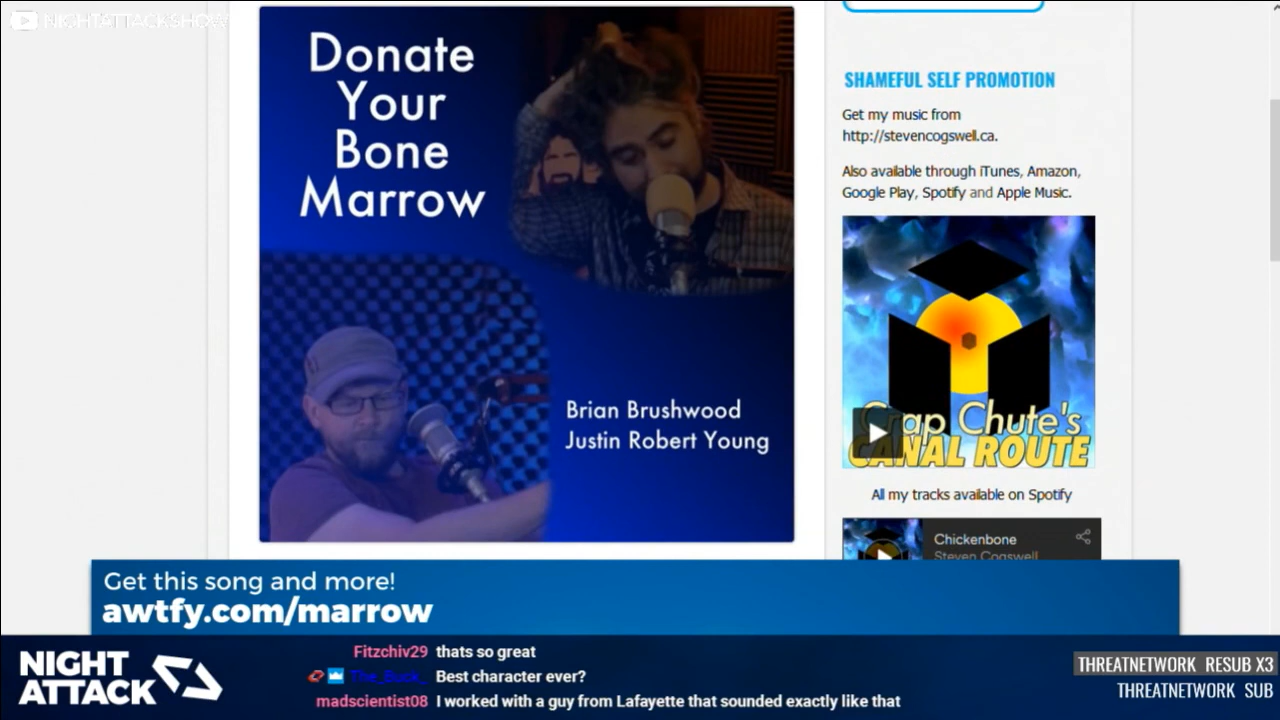 NIGHTATTACKSHOW
Donate
Your
Bone
Marrow
Brian Brushwood
Justin Robert Young
SHAMEFUL SELF PROMOTION
Get my music from
http://stevencogswell.ca.
Also available through iTunes, Amazon,
Google Play, Spotify and Apple Music.
Crap Chute's
CANAL ROUTE
All my tracks available on Spotify
Chickenbone
Steven Cogswell
Get this song and more!
awtfy.com/marrow
NIGHT
ATTACK
Fitzchiv29 thats so great
The_Buck_ Best character ever?
madscientist08 I worked with a guy from Lafayette that sounded exactly like that
THREATNETWORK RESUB X3
THREATNETWORK SUB